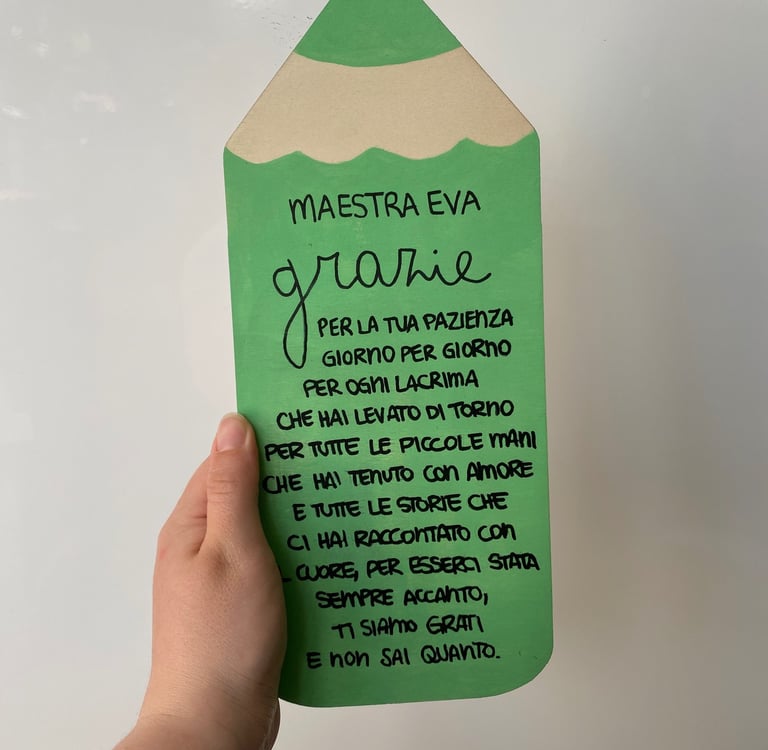 MAESTRA EVA
grazie
PER LA TUA PAZIENZA
GIORNO PER GIORNO
PER OGNI LACRIMA
CHE HAI LEVATO DI TORNO
PER TUTTE LE PICCOLE MANI
CHE HAI TENUTO CON AMORE
E TUTTE LE STORIE CHE
CI HAI RACCONTATO CON
CUORE, PER ESSERCI STATA
SEMPRE ACCANTO,
TI SIAMO GRATI
E NON SAI QUANTO.